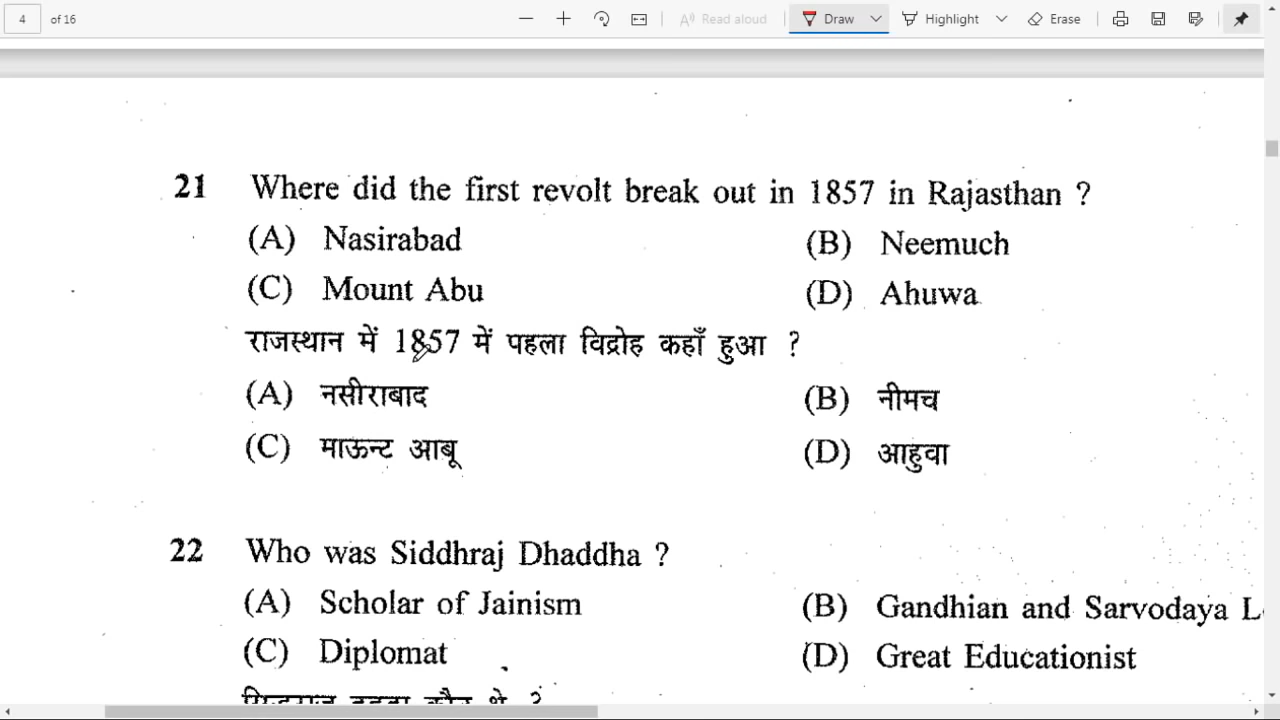 4 of 16 Read aloud Draw Highlight Erase
21 Where did the first revolt break out in 1857 in Rajasthan ?
(A) Nasirabad (B) Neemuch
(C) Mount Abu (D) Ahuwa
राजस्थान में 1857 में पहला विद्रोह कहाँ हुआ ?
(A) नसीराबाद (B) नीमच
(C) माऊन्ट आबू (D) आहुवा
22 Who was Siddhraj Dhaddha ?
(A) Scholar of Jainism (B) Gandhian and Sarvodaya
(C) Diplomat (D) Great Educationist